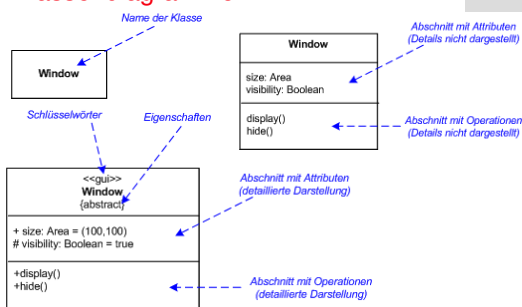 Name der Klasse
Window
Window
size: Area
visibility: Boolean
display()
hide()
Abschnitt mit Attributen
(Details nicht dargestellt)
Abschnitt mit Operationen
(Details nicht dargestellt)
Schlüsselwörter
Eigenschaften
<<gui>>
Window
{abstract}
+ size: Area = (100,100)
# visibility: Boolean = true
+display()
+hide()
Abschnitt mit Attributen
(detaillierte Darstellung)
Abschnitt mit Operationen
(detaillierte Darstellung)